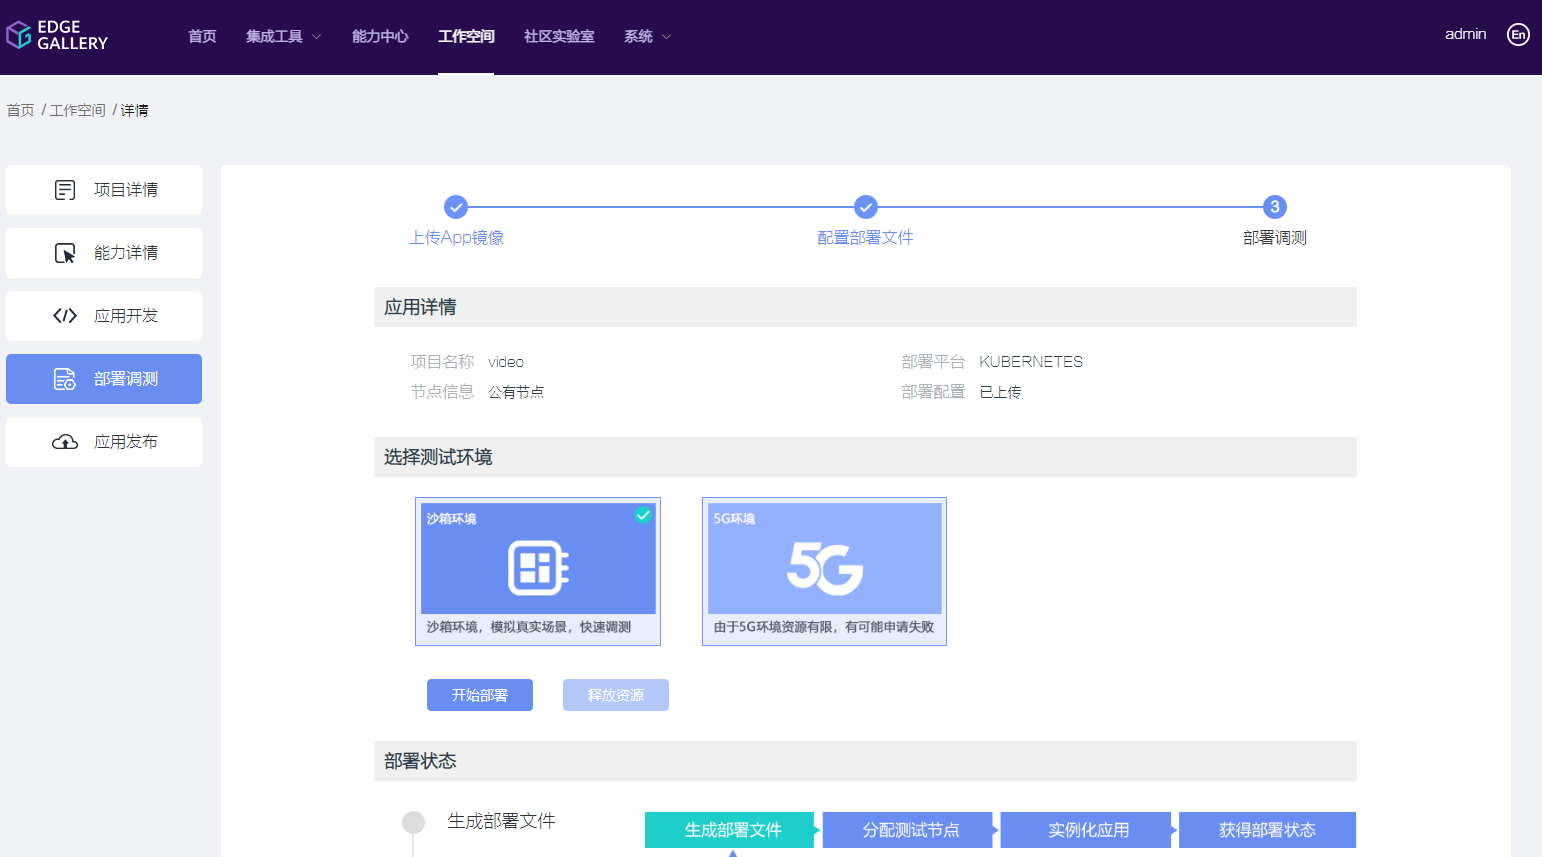 EDGE GALLERY
首页 集成工具 能力中心 工作空间 社区实验室 系统 admin En
首页 / 工作空间 / 详情
项目详情
能力详情
应用开发
部署调测
应用发布
3
上传App镜像 配置部署文件 部署调测
应用详情
项目名称 video 部署平台 KUBERNETES
节点信息 公有节点 部署配置 已上传
选择测试环境
沙箱环境 5G环境
5G
沙箱环境，模拟真实场景，快速调测 由于5G环境资源有限，有可能申请失败
开始部署 释放资源
部署状态
生成部署文件 生成部署文件 分配测试节点 实例化应用 获得部署状态